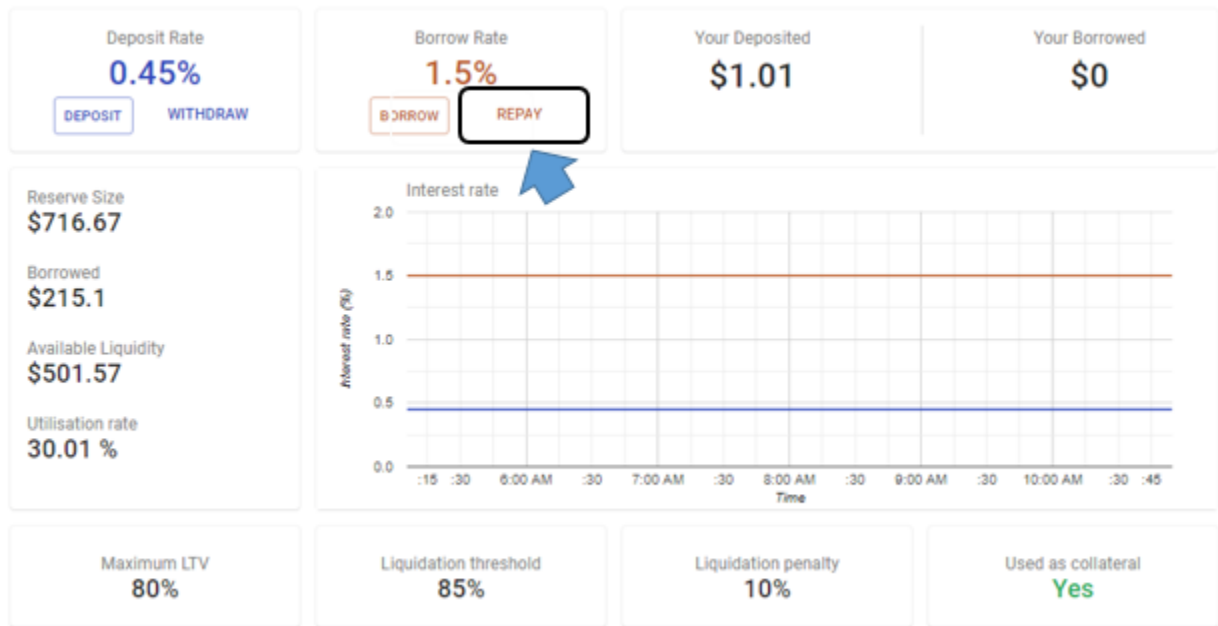 Deposit Rate
0.45%
DEPOSIT WITHDRAW
Borrow Rate
1.5%
BORROW REPAY
Your Deposited
$1.01
Your Borrowed
$0
Reserve Size
$716.67
Borrowed
$215.1
Available Liquidity
$501.57
Utilisation rate
30.01 %
Interest rate
2.0
1.5
1.0
0.5
0.0
Interest rate (%)
:15 :30 6:00 AM :30 7:00 AM :30 8:00 AM :30 9:00 AM :30 10:00 AM :30 :45
Time
Maximum LTV
80%
Liquidation threshold
85%
Liquidation penalty
10%
Used as collateral
Yes